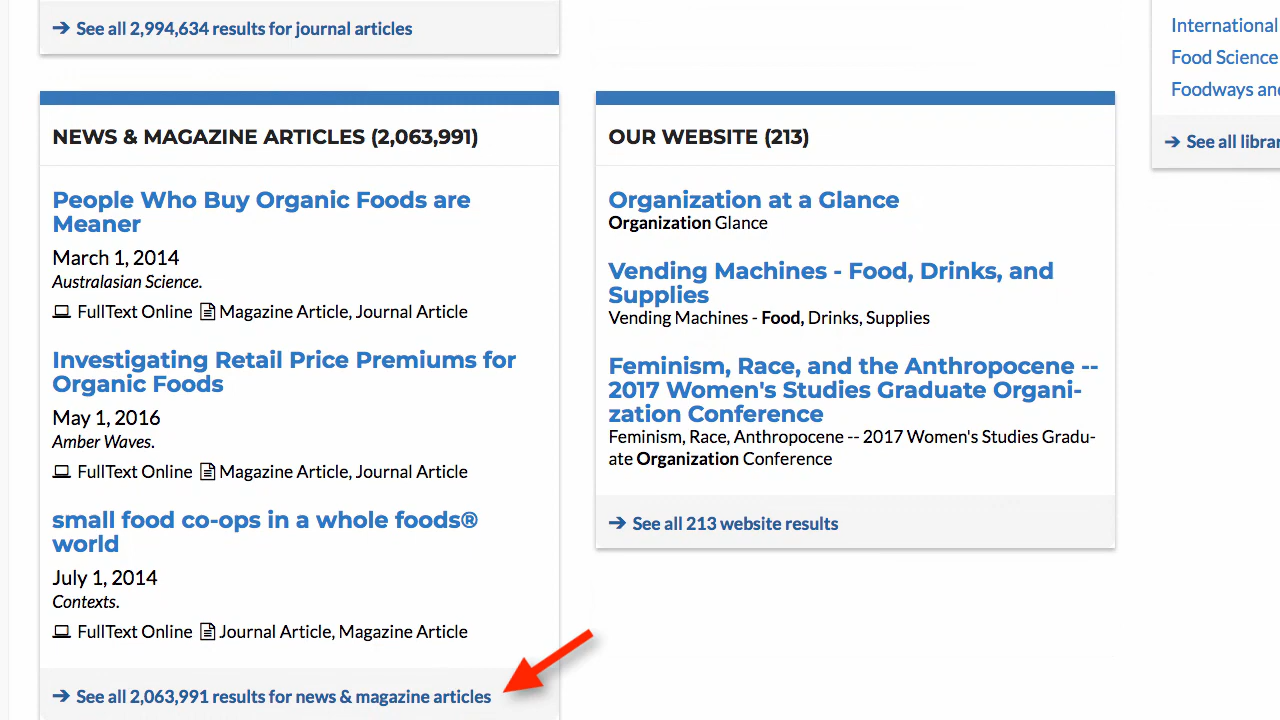 See all 2,994,634 results for journal articles
NEWS & MAGAZINE ARTICLES (2,063,991)
People Who Buy Organic Foods are
Meaner
March 1, 2014
Australasian Science.
FullText Online Magazine Article, Journal Article
Investigating Retail Price Premiums for
Organic Foods
May 1, 2016
Amber Waves.
FullText Online Magazine Article, Journal Article
small food co-ops in a whole foods®
world
July 1, 2014
Contexts.
FullText Online Journal Article, Magazine Article
See all 2,063,991 results for news & magazine articles
OUR WEBSITE (213)
Organization at a Glance
Organization Glance
Vending Machines - Food, Drinks, and
Supplies
Vending Machines - Food, Drinks, Supplies
Feminism, Race, and the Anthropocene --
2017 Women's Studies Graduate Organi-
zation Conference
Feminism, Race, Anthropocene -- 2017 Women's Studies Gradu-
ate Organization Conference
See all 213 website results
International
Food Science
Foodways
See all